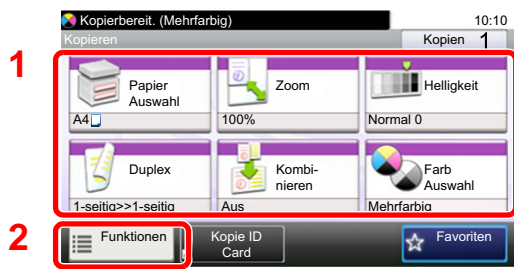 Kopierbereit. (Mehrfarbig) 10:10
Kopieren Kopien 1
1
Papier Auswahl
A4
Zoom
100%
Helligkeit
Normal 0
Duplex
1-seitig>>1-seitig
Kombi-
nieren
Aus
Farb
Auswahl
Mehrfarbig
2
Funktionen
Kopie ID
Card
Favoriten